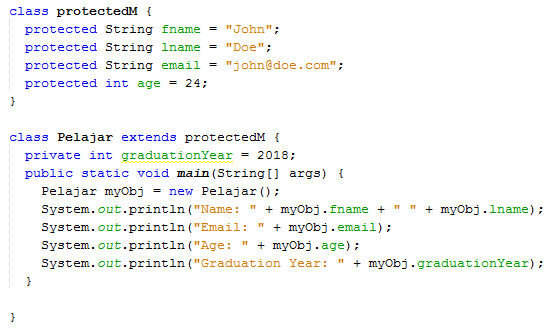 class protectedM {
protected String fname = "John";
protected String lname = "Doe";
protected String email = "john@doe.com";
protected int age = 24;
}
class Pelajar extends protectedM {
private int graduationYear = 2018;
public static void main(String[] args) {
Pelajar myObj = new Pelajar();
System.out.println("Name: " + myObj.fname + " " + myObj.lname);
System.out.println("Email: " + myObj.email);
System.out.println("Age: " + myObj.age);
System.out.println("Graduation Year: " + myObj.graduationYear);
}
}